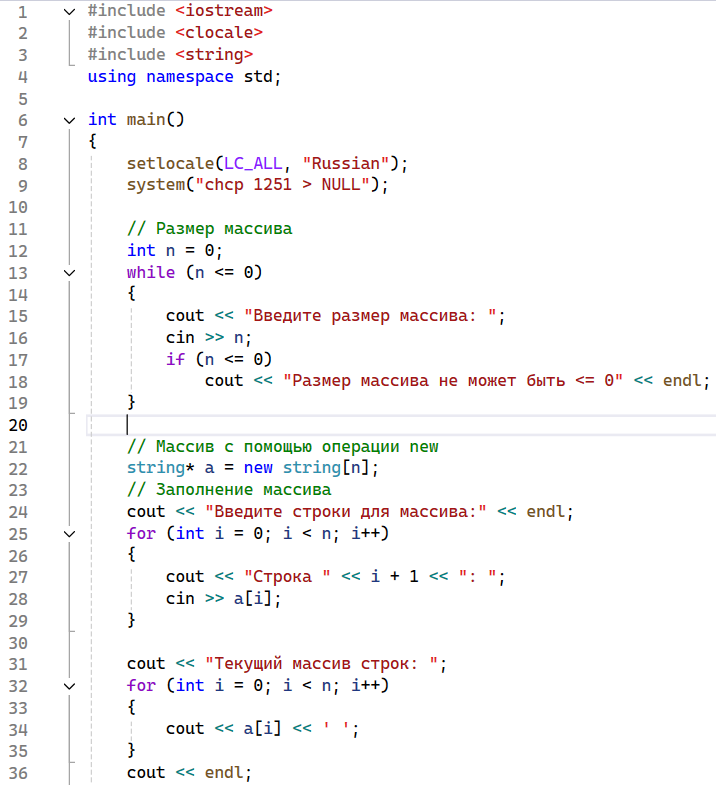 1 #include <iostream>
2 #include <clocale>
3 #include <string>
4 using namespace std;
5
6 int main()
7 {
8 setlocale(LC_ALL, "Russian");
9 system("chcp 1251 > NULL");
10
11 // Размер массива
12 int n = 0;
13 while (n <= 0)
14 {
15 cout << "Введите размер массива: ";
16 cin >> n;
17 if (n <= 0)
18 cout << "Размер массива не может быть <= 0" << endl;
19 }
20
21 // Массив с помощью операции new
22 string* a = new string[n];
23 // Заполнение массива
24 cout << "Введите строки для массива:" << endl;
25 for (int i = 0; i < n; i++)
26 {
27 cout << "Строка " << i + 1 << ": ";
28 cin >> a[i];
29 }
30
31 cout << "Текущий массив строк: ";
32 for (int i = 0; i < n; i++)
33 {
34 cout << a[i] << ' ';
35 }
36 cout << endl;